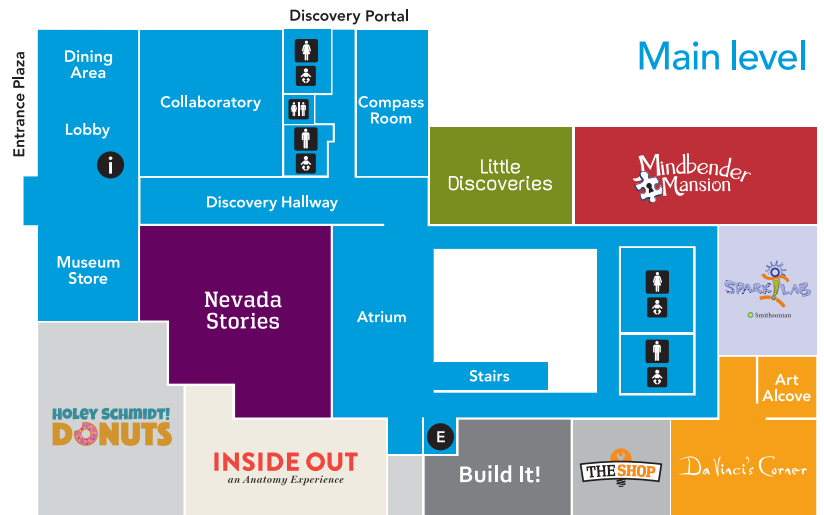 Discovery Portal
Main level
Entrance Plaza
Dining
Area
Collaboratory
Compass
Room
Lobby
i
Little
Discoveries
Mindbender
Mansion
Discovery Hallway
Museum
Store
Nevada
Stories
Atrium
SPARK!LAB
Smithsonian
Stairs
Art
Alcove
HOLEY SCHMIDT!
DONUTS
INSIDE OUT
an Anatomy Experience
E
Build It!
THE SHOP
Da Vinci's Corner